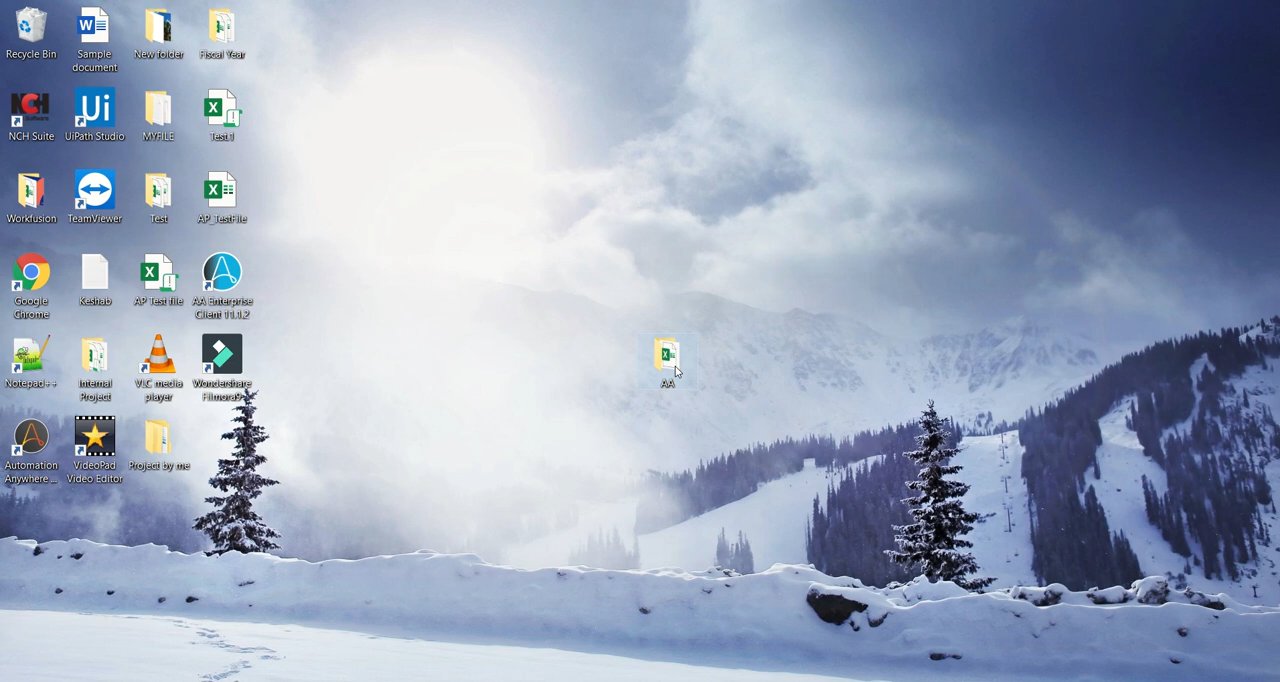 Recycle Bin
Sample
document
New folder
Fiscal Year
NCH Suite
UiPath Studio
MYFILE
Test1
Workfusion
TeamViewer
Test
AP_TestFile
Google
Chrome
Keshab
AP Test file
AA Enterprise
Client 11.1.2
Notepad++
Internal
Project
VLC media
player
Wondershare
Filmora9
AA
Automation
Anywhere ...
VideoPad
Video Editor
Project by me